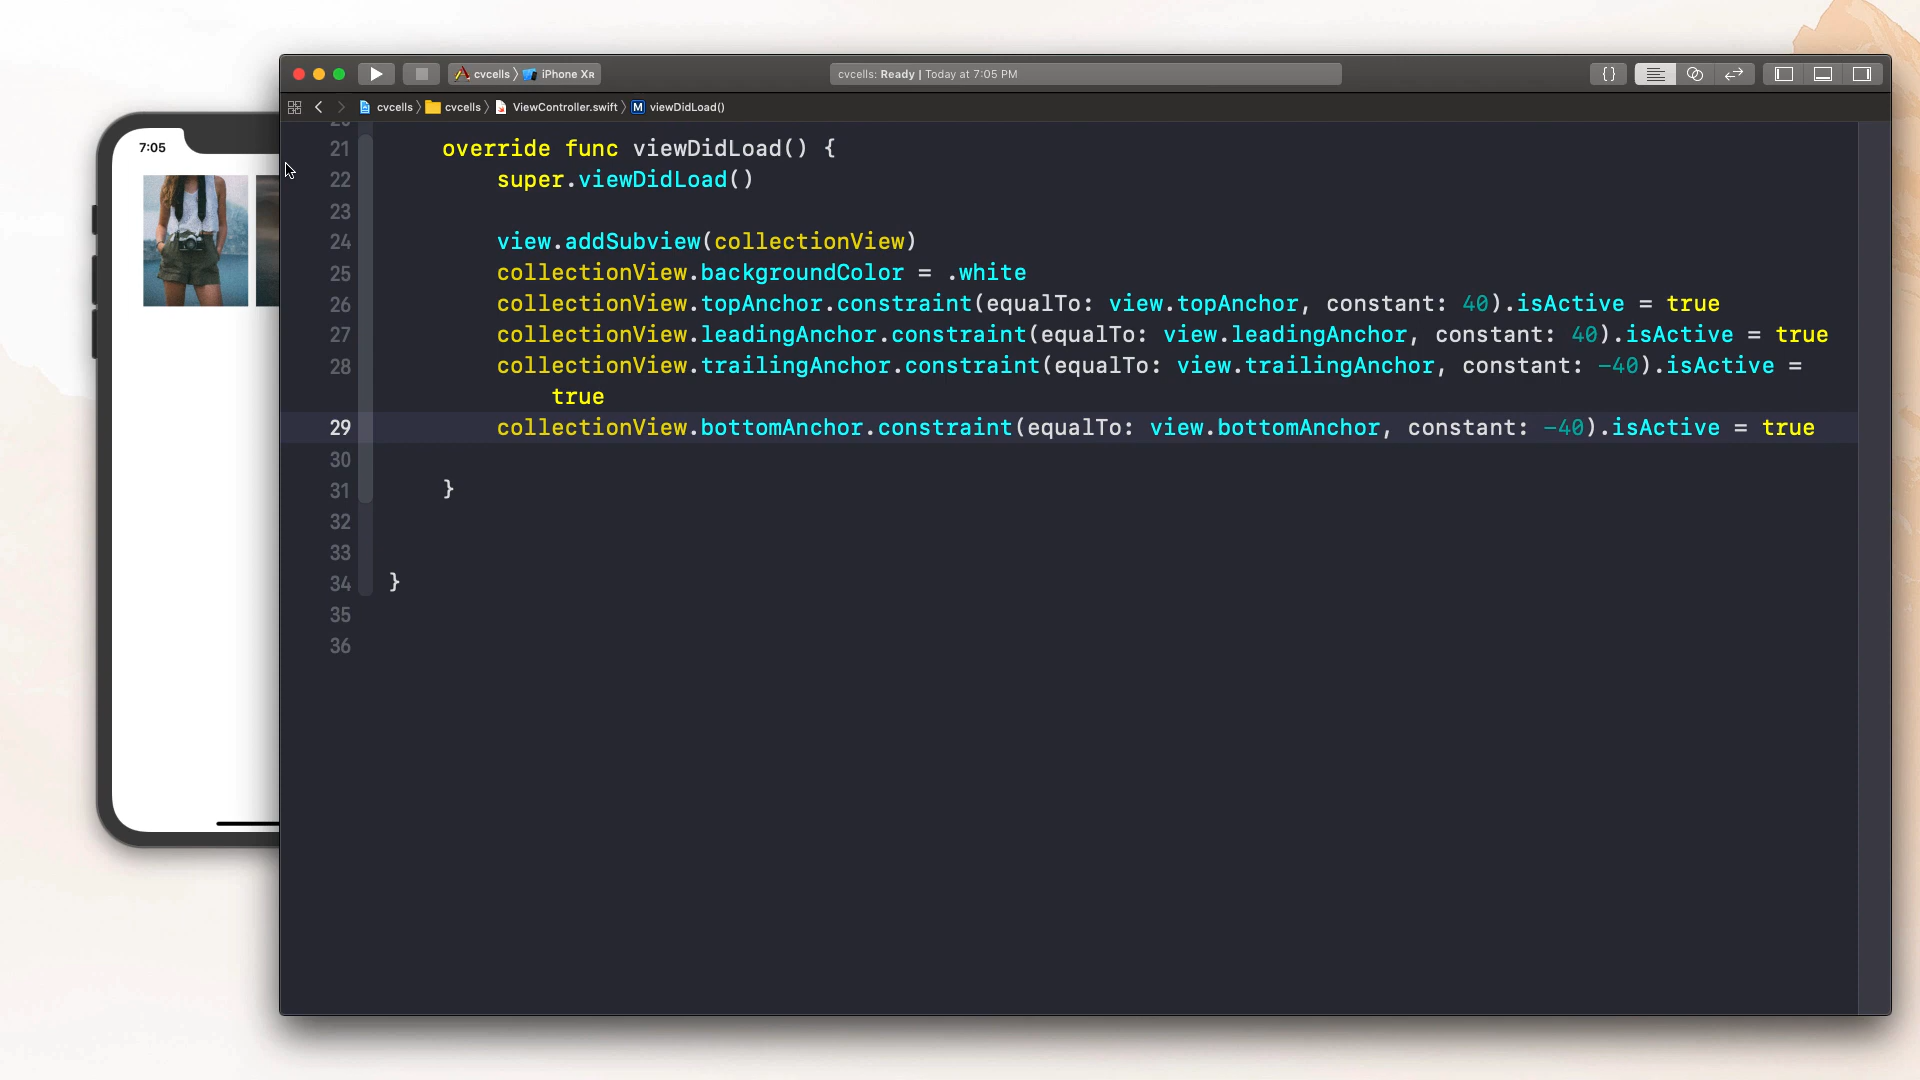 cvcells 〉 iPhone XR
cvcells: Ready | Today at 7:05 PM
{}
cvcells 〉 cvcells 〉 ViewController.swift 〉 M viewDidLoad()
7:05
20
21 override func viewDidLoad() {
22 super.viewDidLoad()
23
24 view.addSubview(collectionView)
25 collectionView.backgroundColor = .white
26 collectionView.topAnchor.constraint(equalTo: view.topAnchor, constant: 40).isActive = true
27 collectionView.leadingAnchor.constraint(equalTo: view.leadingAnchor, constant: 40).isActive = true
28 collectionView.trailingAnchor.constraint(equalTo: view.trailingAnchor, constant: -40).isActive =
true
29 collectionView.bottomAnchor.constraint(equalTo: view.bottomAnchor, constant: -40).isActive = true
30
31 }
32
33
34 }
35
36